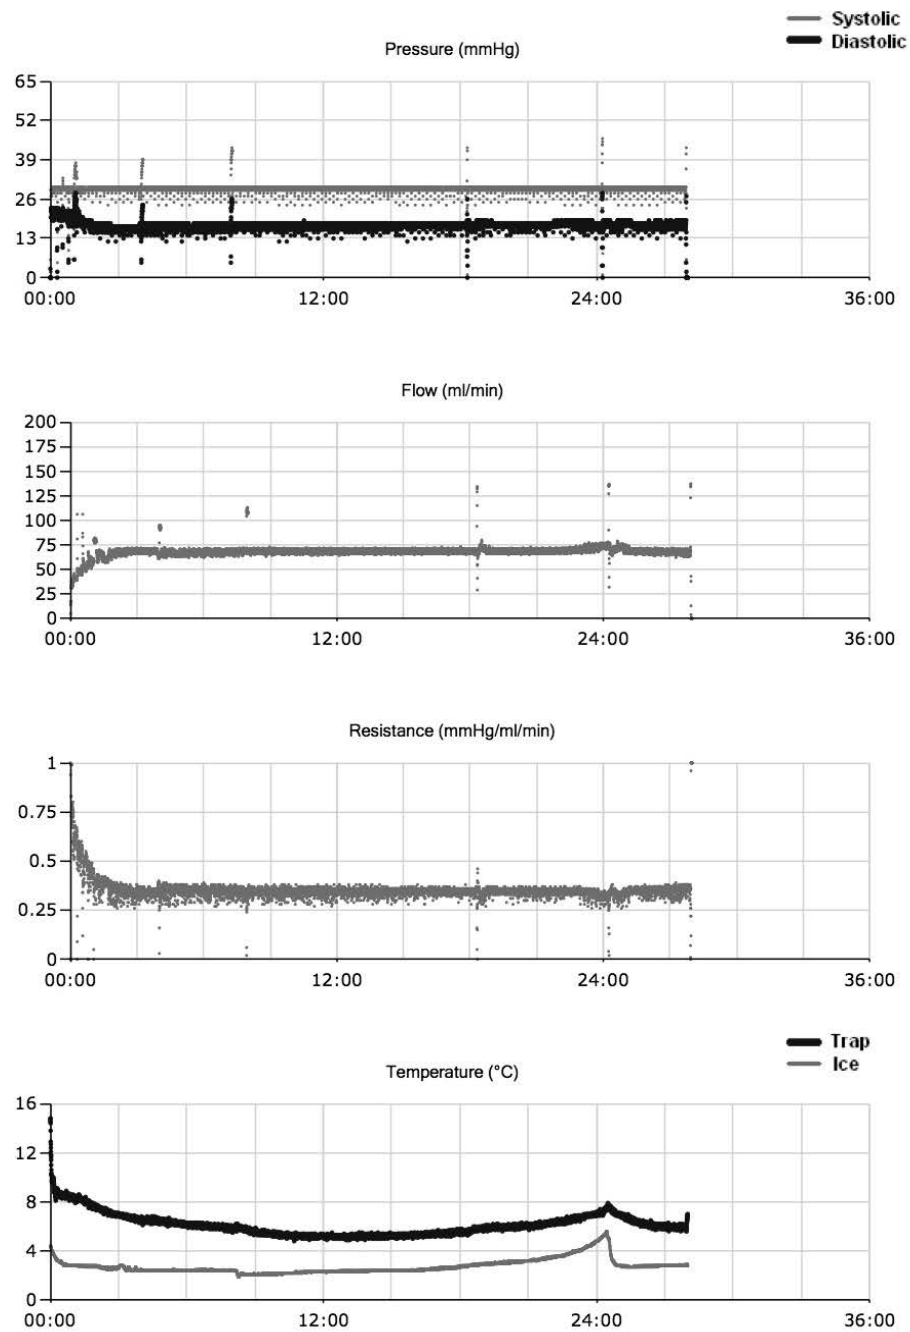 Systolic
Diastolic
Pressure (mmHg)
65
52
39
26
13
0
00:00 12:00 24:00 36:00
Flow (ml/min)
200
175
150
125
100
75
50
25
0
00:00 12:00 24:00 36:00
Resistance (mmHg/ml/min)
1
0.75
0.5
0.25
0
00:00 12:00 24:00 36:00
Trap
Ice
Temperature (°C)
16
12
8
4
0
00:00 12:00 24:00 36:00